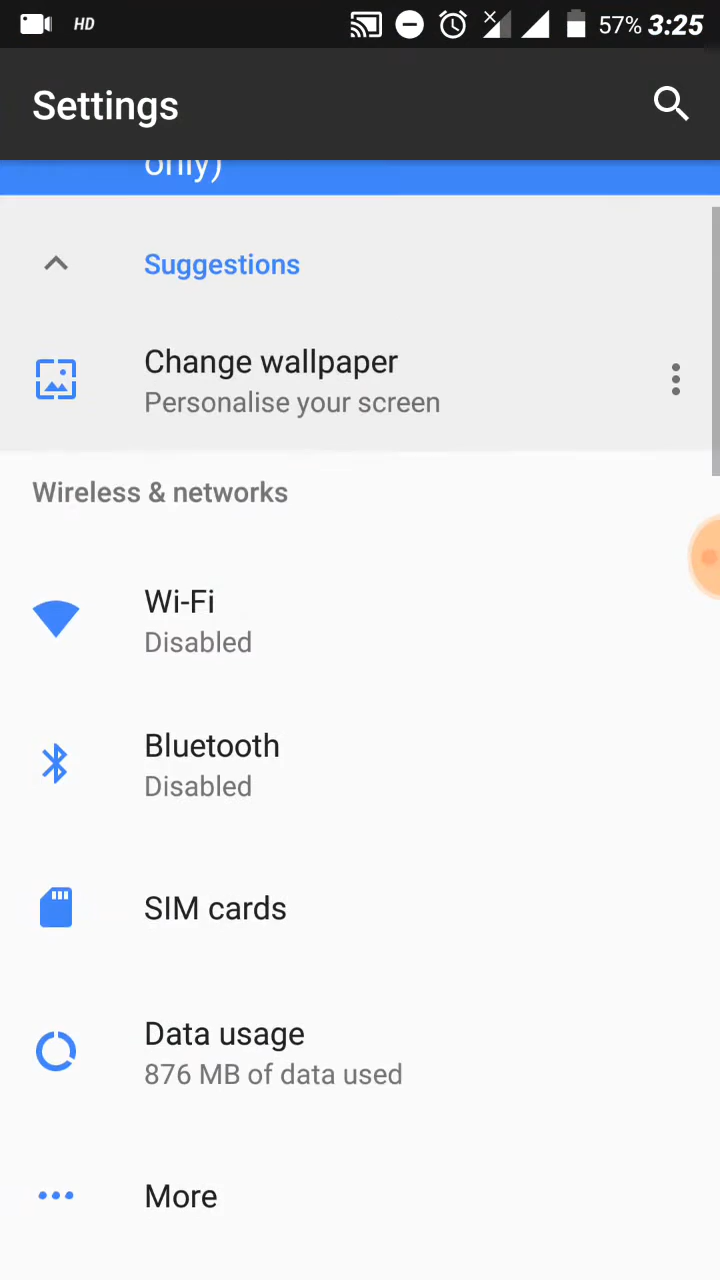 HD 57% 3:25
Settings
only)
Suggestions
Change wallpaper
Personalise your screen
Wireless & networks
Wi-Fi
Disabled
Bluetooth
Disabled
SIM cards
Data usage
876 MB of data used
More